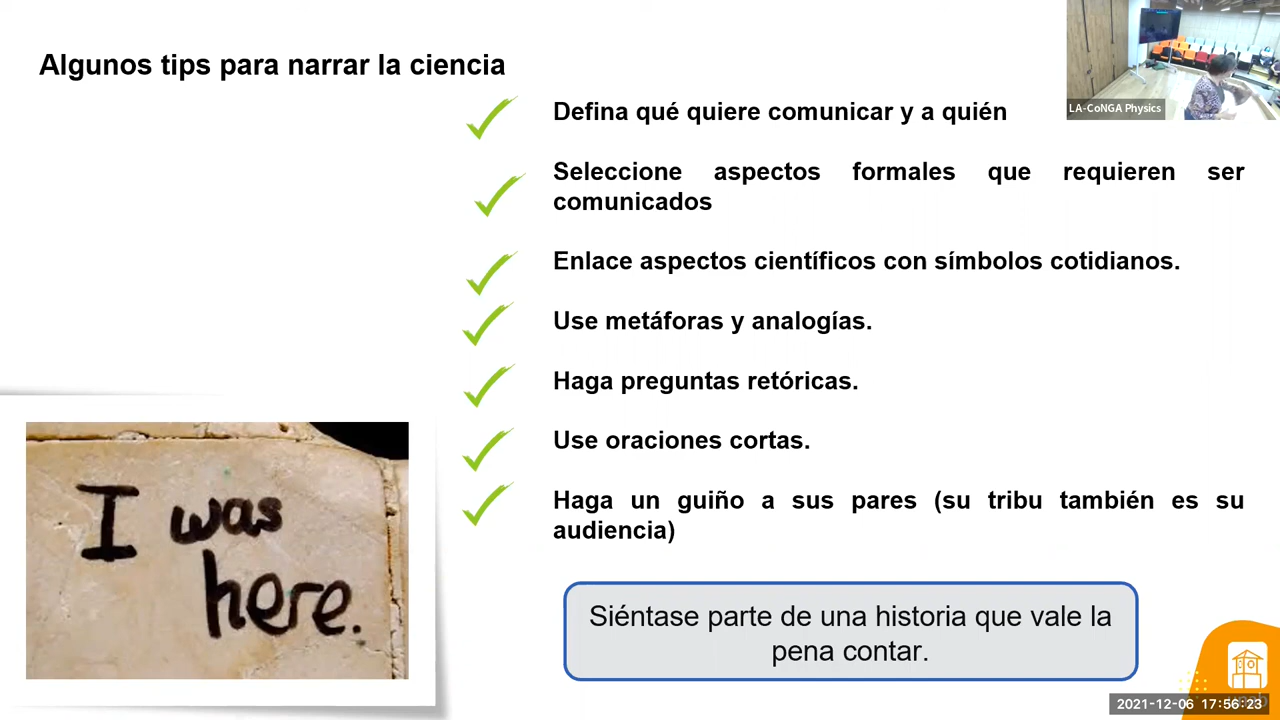 Algunos tips para narrar la ciencia
LA-CoNGA Physics
Defina qué quiere comunicar y a quién
Seleccione aspectos formales que requieren ser
comunicados
Enlace aspectos científicos con símbolos cotidianos.
Use metáforas y analogías.
Haga preguntas retóricas.
Use oraciones cortas.
Haga un guiño a sus pares (su tribu también es su
audiencia)
I was
here.
Siéntase parte de una historia que vale la
pena contar.
2021-12-06 17:56:23